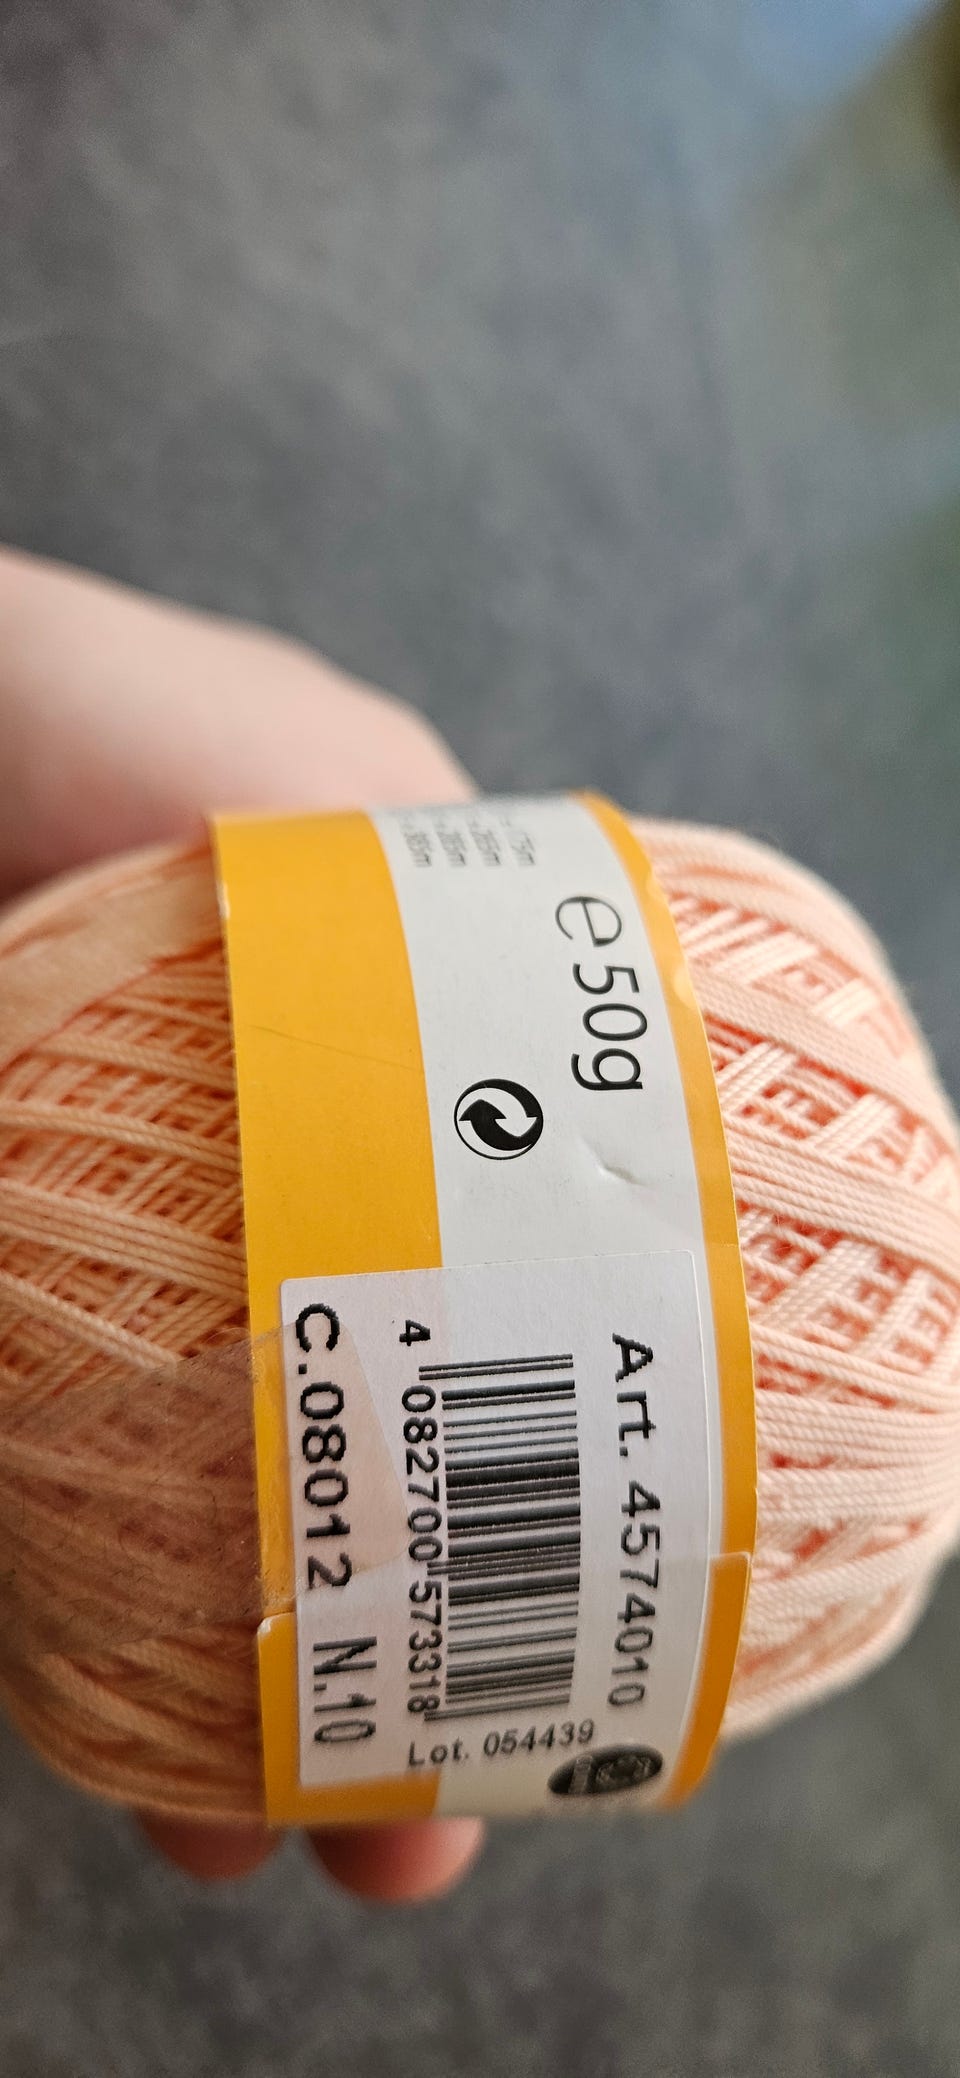 e 50g
Art. 4574010
4 082700 573318
C.08012 N.10
Lot. 054439